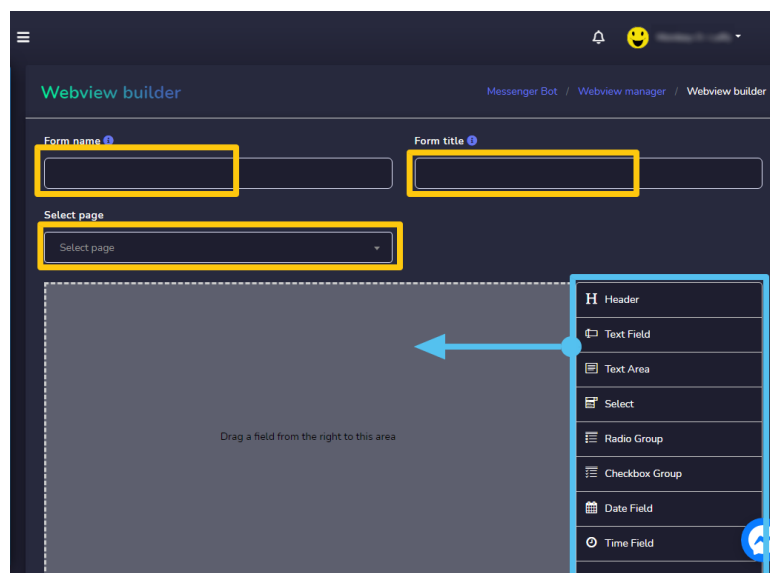 Webview builder
Messenger Bot / Webview manager / Webview builder
Form name
Form title
Select page
Select page
Drag a field from the right to this area
H Header
Text Field
Text Area
Select
Radio Group
Checkbox Group
Date Field
Time Field